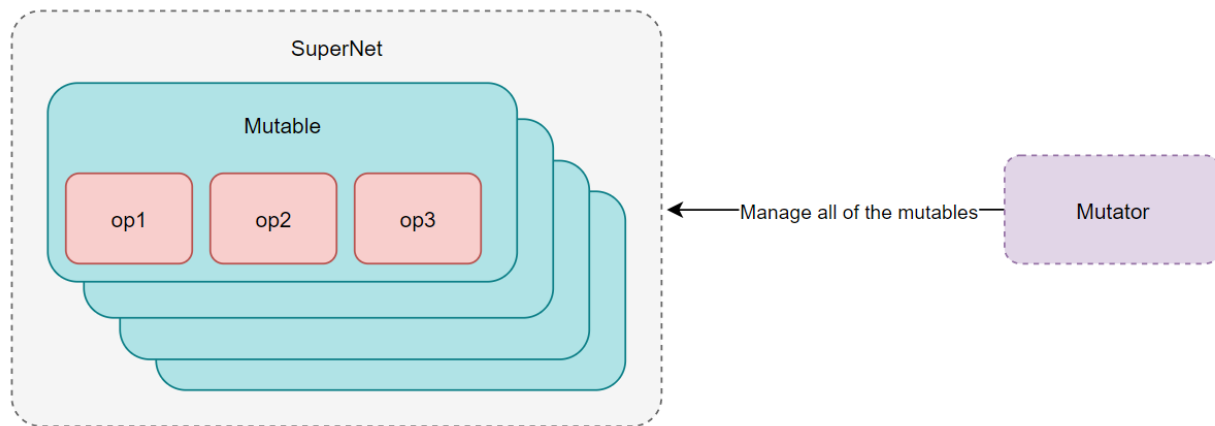 SuperNet
Mutable
op1
op2
op3
Manage all of the mutables
Mutator